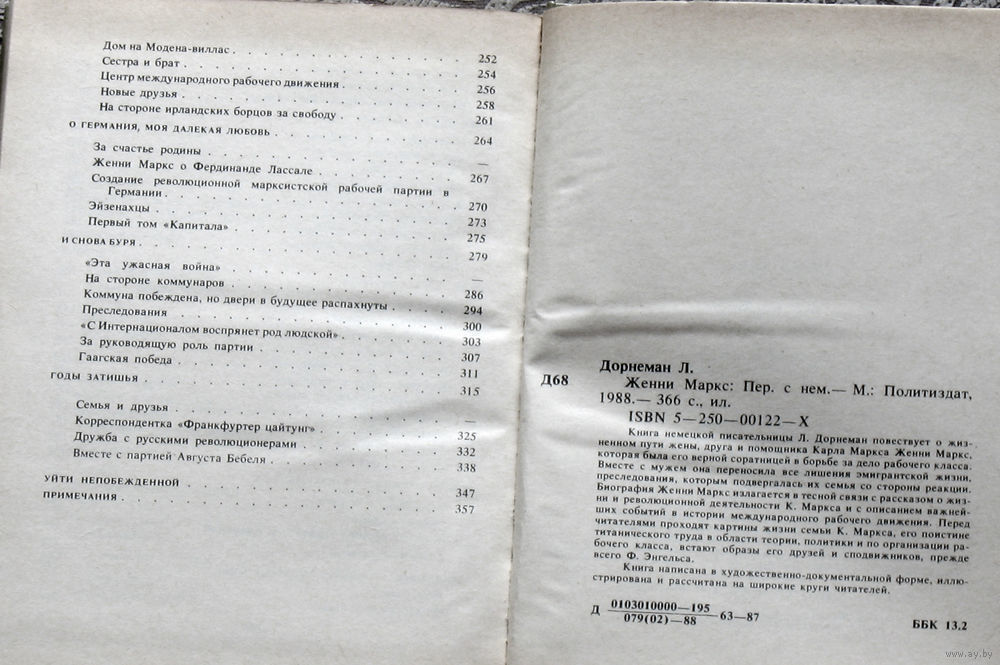 Дом на Модена-виллас . . . . . . . . . . 252
Сестра и брат . . . . . . . . . . 254
Центр международного рабочего движения . . . . . . 256
Новые друзья . . . . . . . . . . 258
На стороне ирландских борцов за свободу . . . . . . 261
О ГЕРМАНИЯ, МОЯ ДАЛЕКАЯ ЛЮБОВЬ . . . . . . . . 264
За счастье родины . . . . . . . . . . —
Женни Маркс о Фердинанде Лассале . . . . . . . 267
Создание революционной марксистской рабочей партии в
Германии . . . . . . . . . . 270
Эйзенахцы . . . . . . . . . . 273
Первый том «Капитала» . . . . . . . . . . 275
И СНОВА БУРЯ . . . . . . . . . . 279
«Эта ужасная война» . . . . . . . . . . —
На стороне коммунаров . . . . . . . . . . 286
Коммуна побеждена, но двери в будущее распахнуты . . . . 294
Преследования . . . . . . . . . . 300
«С Интернационалом воспрянет род людской» . . . . . . 303
За руководящую роль партии . . . . . . . . . . 307
Гаагская победа . . . . . . . . . . 311
ГОДЫ ЗАТИШЬЯ . . . . . . . . . . 315
Семья и друзья . . . . . . . . . . —
Корреспондентка «Франкфуртер цайтунг» . . . . . . . 325
Дружба с русскими революционерами . . . . . . . . 332
Вместе с партией Августа Бебеля . . . . . . . . 338
УЙТИ НЕПОБЕЖДЕННОЙ . . . . . . . . . . 347
ПРИМЕЧАНИЯ . . . . . . . . . . 357
Дорнеман Л.
Д68 Женни Маркс: Пер. с нем.— М.: Политиздат,
1988.— 366 с., ил.
ISBN 5—250—00122—X
Книга немецкой писательницы Л. Дорнеман повествует о жиз-
ненном пути жены, друга и помощника Карла Маркса Женни Маркс,
которая была его верной соратницей в борьбе за дело рабочего класса.
Вместе с мужем она переносила все лишения эмигрантской жизни,
преследования, которым подвергалась их семья со стороны реакции.
Биография Женни Маркс излагается в тесной связи с рассказом о жиз-
ни и революционной деятельности К. Маркса и с описанием важней-
ших событий в истории международного рабочего движения. Перед
читателями проходят картины жизни семьи К. Маркса, его поистине
титанического труда в области теории, политики и по организации ра-
бочего класса, встают образы его друзей и сподвижников, прежде
всего Ф. Энгельса.
Книга написана в художественно-документальной форме, иллю-
стрирована и рассчитана на широкие круги читателей.
Д 0103010000—195
079(02)—88
63—87
ББК 13.2
www.ay.by